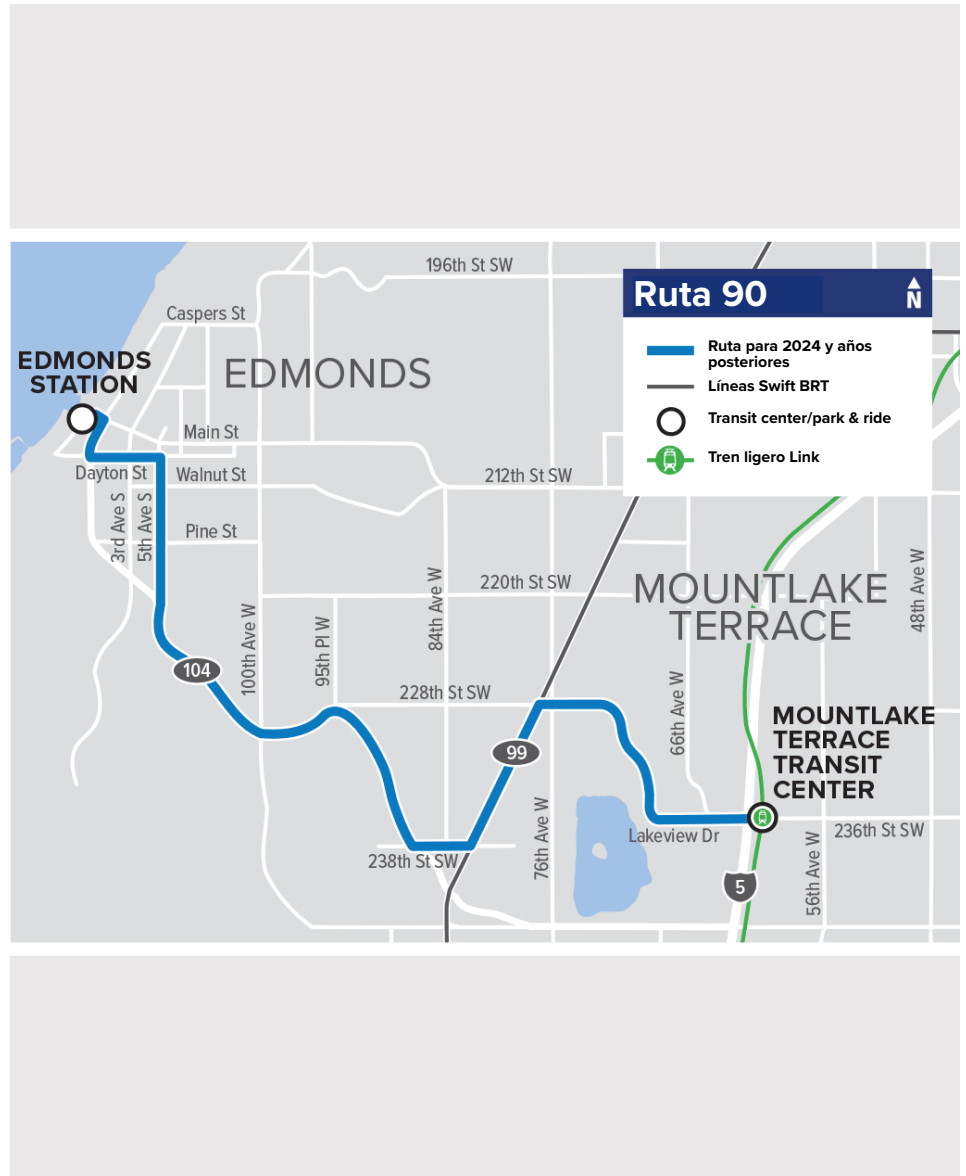 196th St SW
Ruta 90
N
Caspers St
Ruta para 2024 y años
posteriores
EDMONDS
STATION
EDMONDS
Líneas Swift BRT
Transit center/park & ride
Main St
Tren ligero Link
Dayton St
Walnut St
212th St SW
3rd Ave S
5th Ave S
Pine St
220th St SW
MOUNTLAKE
TERRACE
48th Ave W
84th Ave W
100th Ave W
95th Pl W
104
228th St SW
66th Ave W
99
MOUNTLAKE
TERRACE
TRANSIT
CENTER
76th Ave W
Lakeview Dr
236th St SW
238th St SW
56th Ave W
5